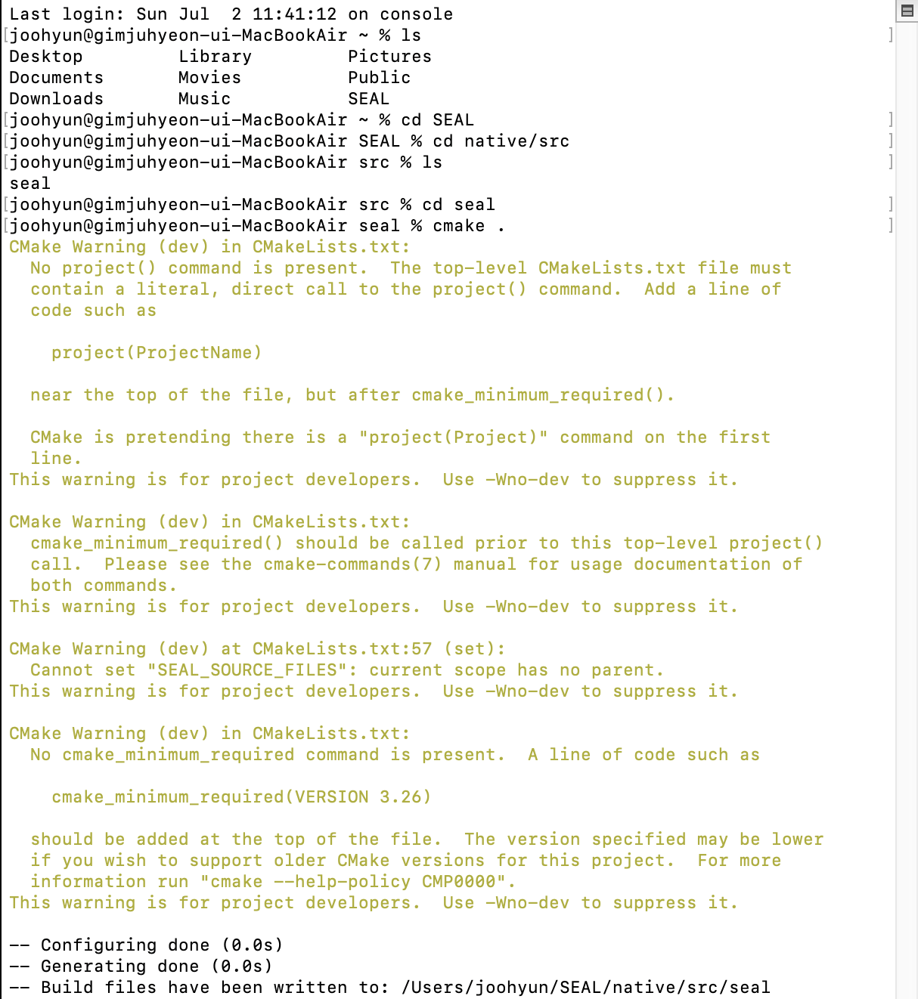 Last login: Sun Jul  2 11:41:12 on console
[joohyun@gimjuhyeon-ui-MacBookAir ~ % ls ]
Desktop         Library         Pictures
Documents       Movies          Public
Downloads       Music           SEAL
[joohyun@gimjuhyeon-ui-MacBookAir ~ % cd SEAL ]
[joohyun@gimjuhyeon-ui-MacBookAir SEAL % cd native/src ]
[joohyun@gimjuhyeon-ui-MacBookAir src % ls ]
seal
[joohyun@gimjuhyeon-ui-MacBookAir src % cd seal ]
[joohyun@gimjuhyeon-ui-MacBookAir seal % cmake . ]
CMake Warning (dev) in CMakeLists.txt:
  No project() command is present.  The top-level CMakeLists.txt file must
  contain a literal, direct call to the project() command.  Add a line of
  code such as
    project(ProjectName)
  near the top of the file, but after cmake_minimum_required().
  CMake is pretending there is a "project(Project)" command on the first
  line.
This warning is for project developers.  Use -Wno-dev to suppress it.
CMake Warning (dev) in CMakeLists.txt:
  cmake_minimum_required() should be called prior to this top-level project()
  call.  Please see the cmake-commands(7) manual for usage documentation of
  both commands.
This warning is for project developers.  Use -Wno-dev to suppress it.
CMake Warning (dev) at CMakeLists.txt:57 (set):
  Cannot set "SEAL_SOURCE_FILES": current scope has no parent.
This warning is for project developers.  Use -Wno-dev to suppress it.
CMake Warning (dev) in CMakeLists.txt:
  No cmake_minimum_required command is present.  A line of code such as
    cmake_minimum_required(VERSION 3.26)
  should be added at the top of the file.  The version specified may be lower
  if you wish to support older CMake versions for this project.  For more
  information run "cmake --help-policy CMP0000".
This warning is for project developers.  Use -Wno-dev to suppress it.
-- Configuring done (0.0s)
-- Generating done (0.0s)
-- Build files have been written to: /Users/joohyun/SEAL/native/src/seal